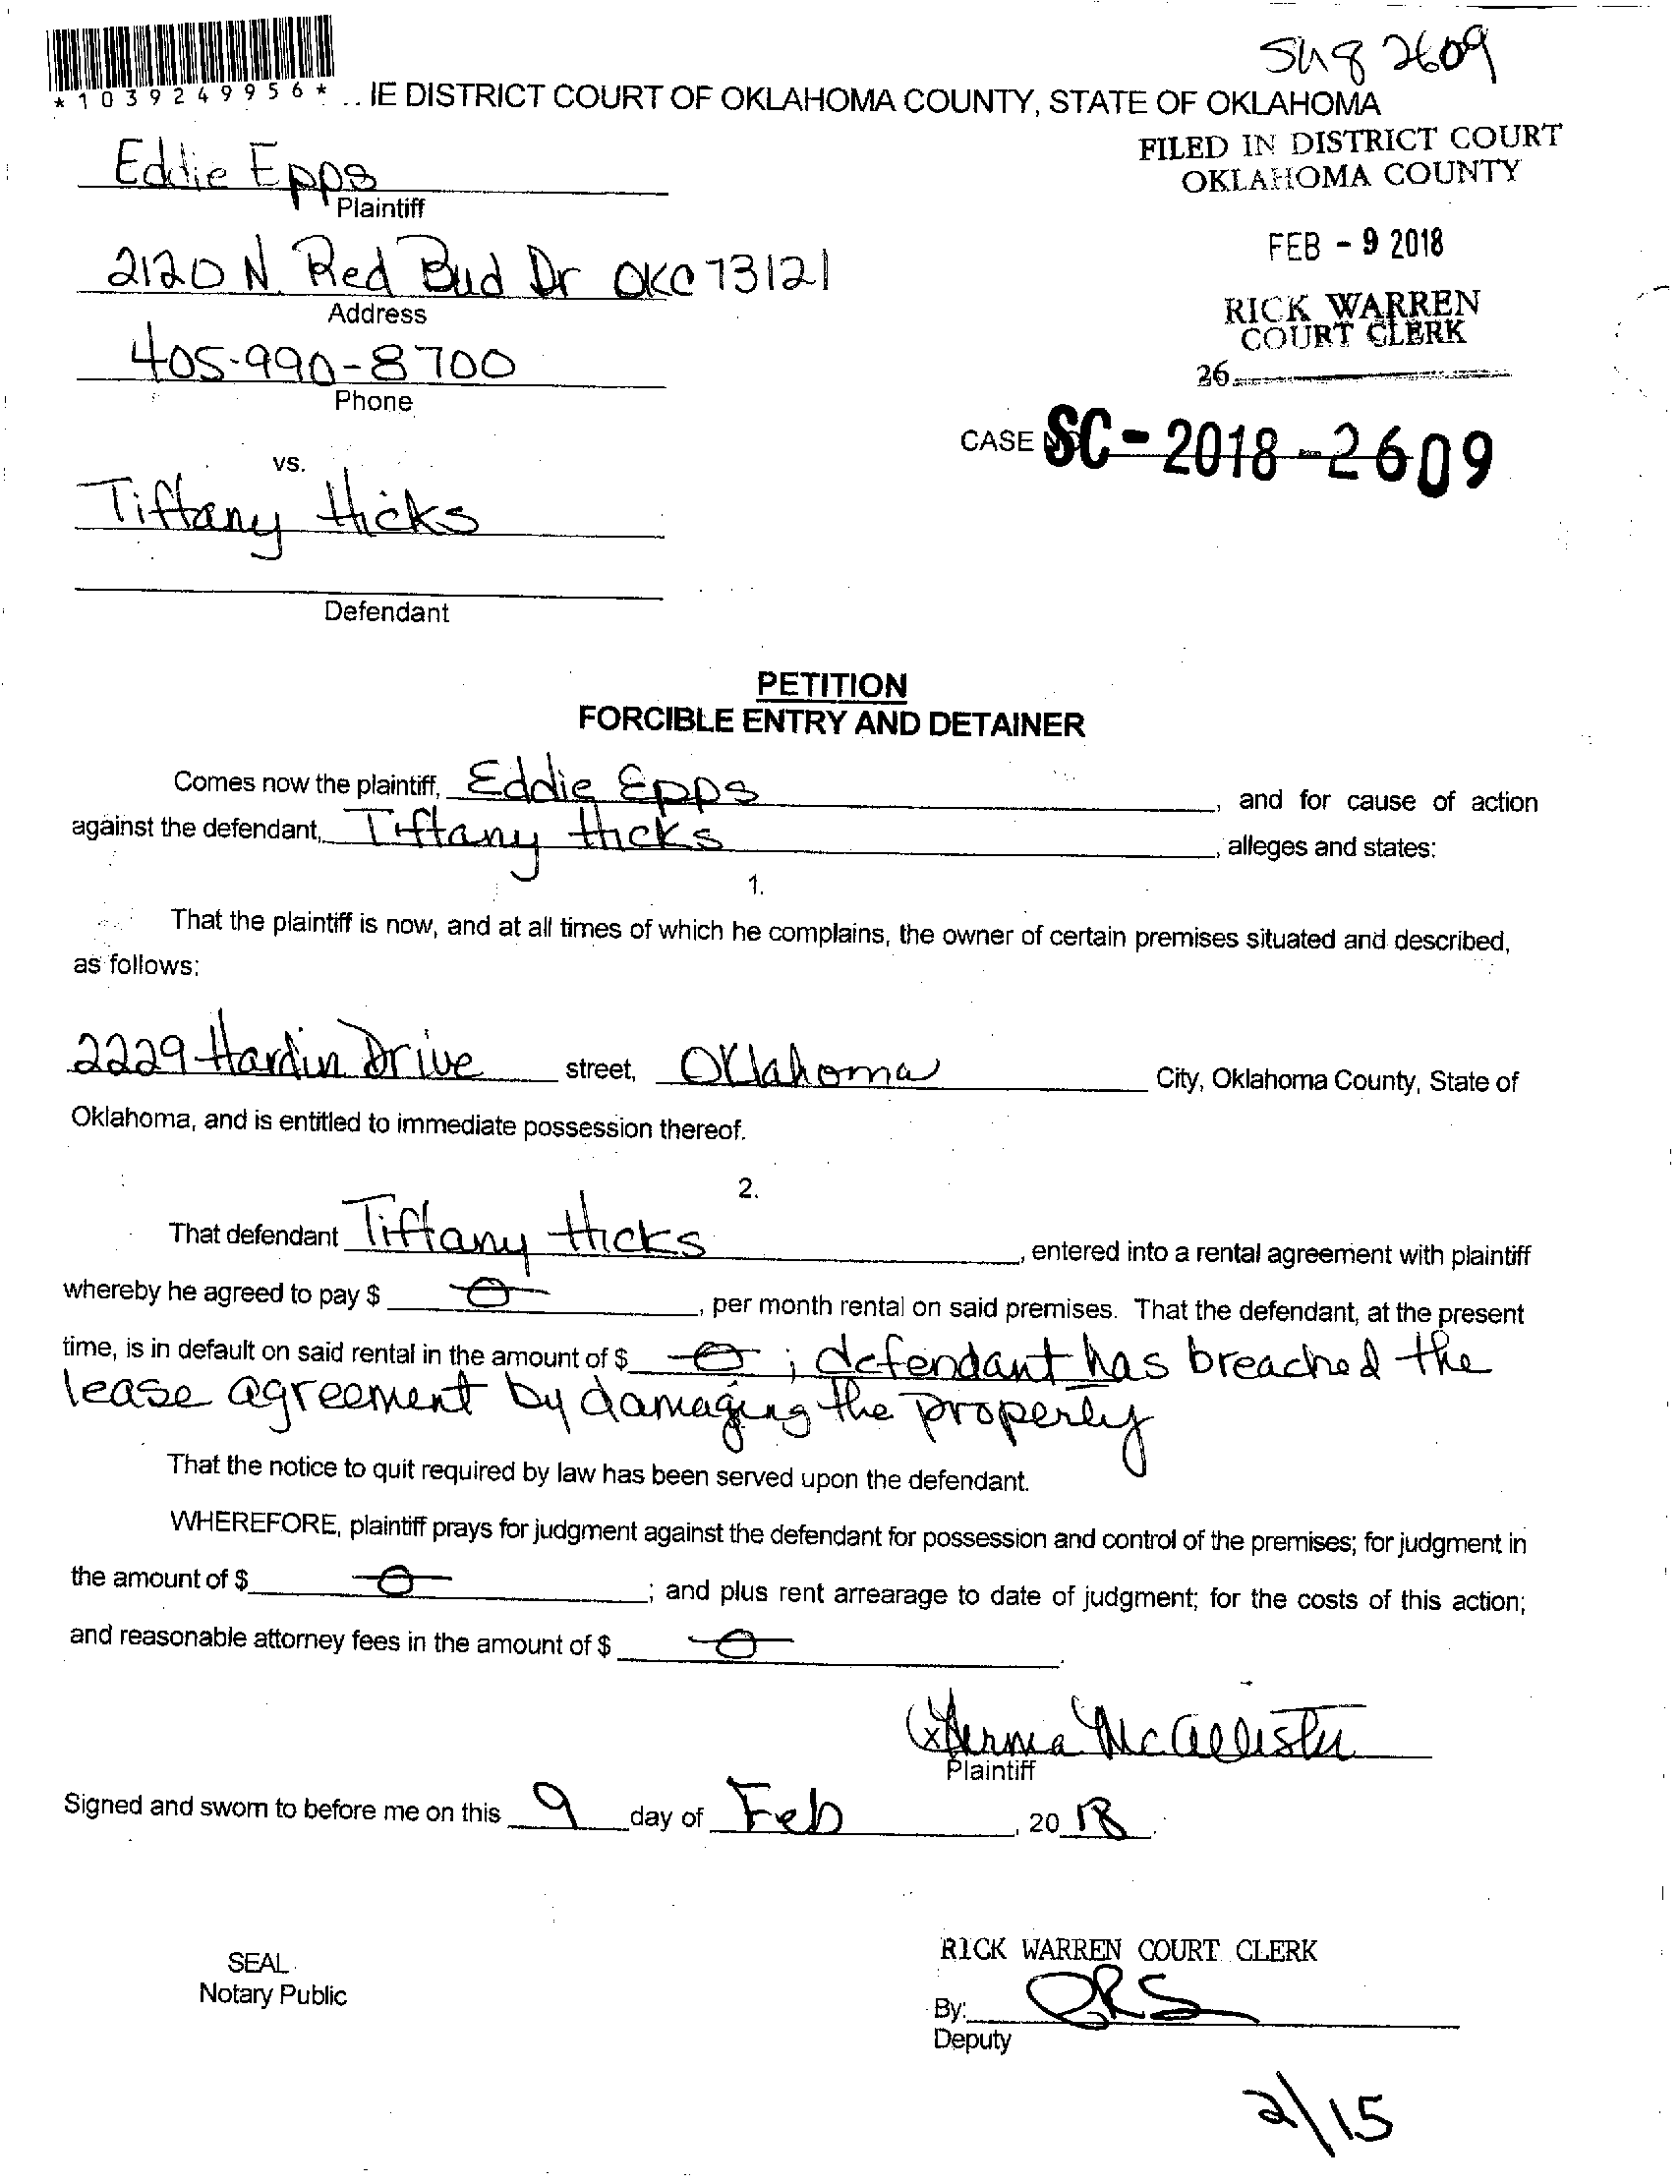 SC18 2609
*1039249956* .. IE DISTRICT COURT OF OKLAHOMA COUNTY, STATE OF OKLAHOMA
FILED IN DISTRICT COURT
OKLAHOMA COUNTY
Eddie Epps
Plaintiff
FEB - 9 2018
2120 N. Red Bud Dr OKC 73121
Address
RICK WARREN
COURT CLERK
405-990-8700
Phone
26
CASE NO SC-2018-2609
vs.
Tiffany Hicks
Defendant
PETITION
FORCIBLE ENTRY AND DETAINER
Comes now the plaintiff, Eddie Epps, and for cause of action
against the defendant, Tiffany Hicks, alleges and states:
1.
That the plaintiff is now, and at all times of which he complains, the owner of certain premises situated and described,
as follows:
2229 Hardin Drive street, Oklahoma City, Oklahoma County, State of
Oklahoma, and is entitled to immediate possession thereof.
2.
That defendant Tiffany Hicks, entered into a rental agreement with plaintiff
whereby he agreed to pay $ 0, per month rental on said premises. That the defendant, at the present
time, is in default on said rental in the amount of $ 0 ; defendant has breached the
lease agreement by damaging the property
That the notice to quit required by law has been served upon the defendant.
WHEREFORE, plaintiff prays for judgment against the defendant for possession and control of the premises; for judgment in
the amount of $ 0; and plus rent arrearage to date of judgment; for the costs of this action;
and reasonable attorney fees in the amount of $ 0.
x McAllister
Plaintiff
Signed and sworn to before me on this 9 day of Feb, 20 18.
RICK WARREN COURT CLERK
SEAL
Notary Public
By:
Deputy
2/15